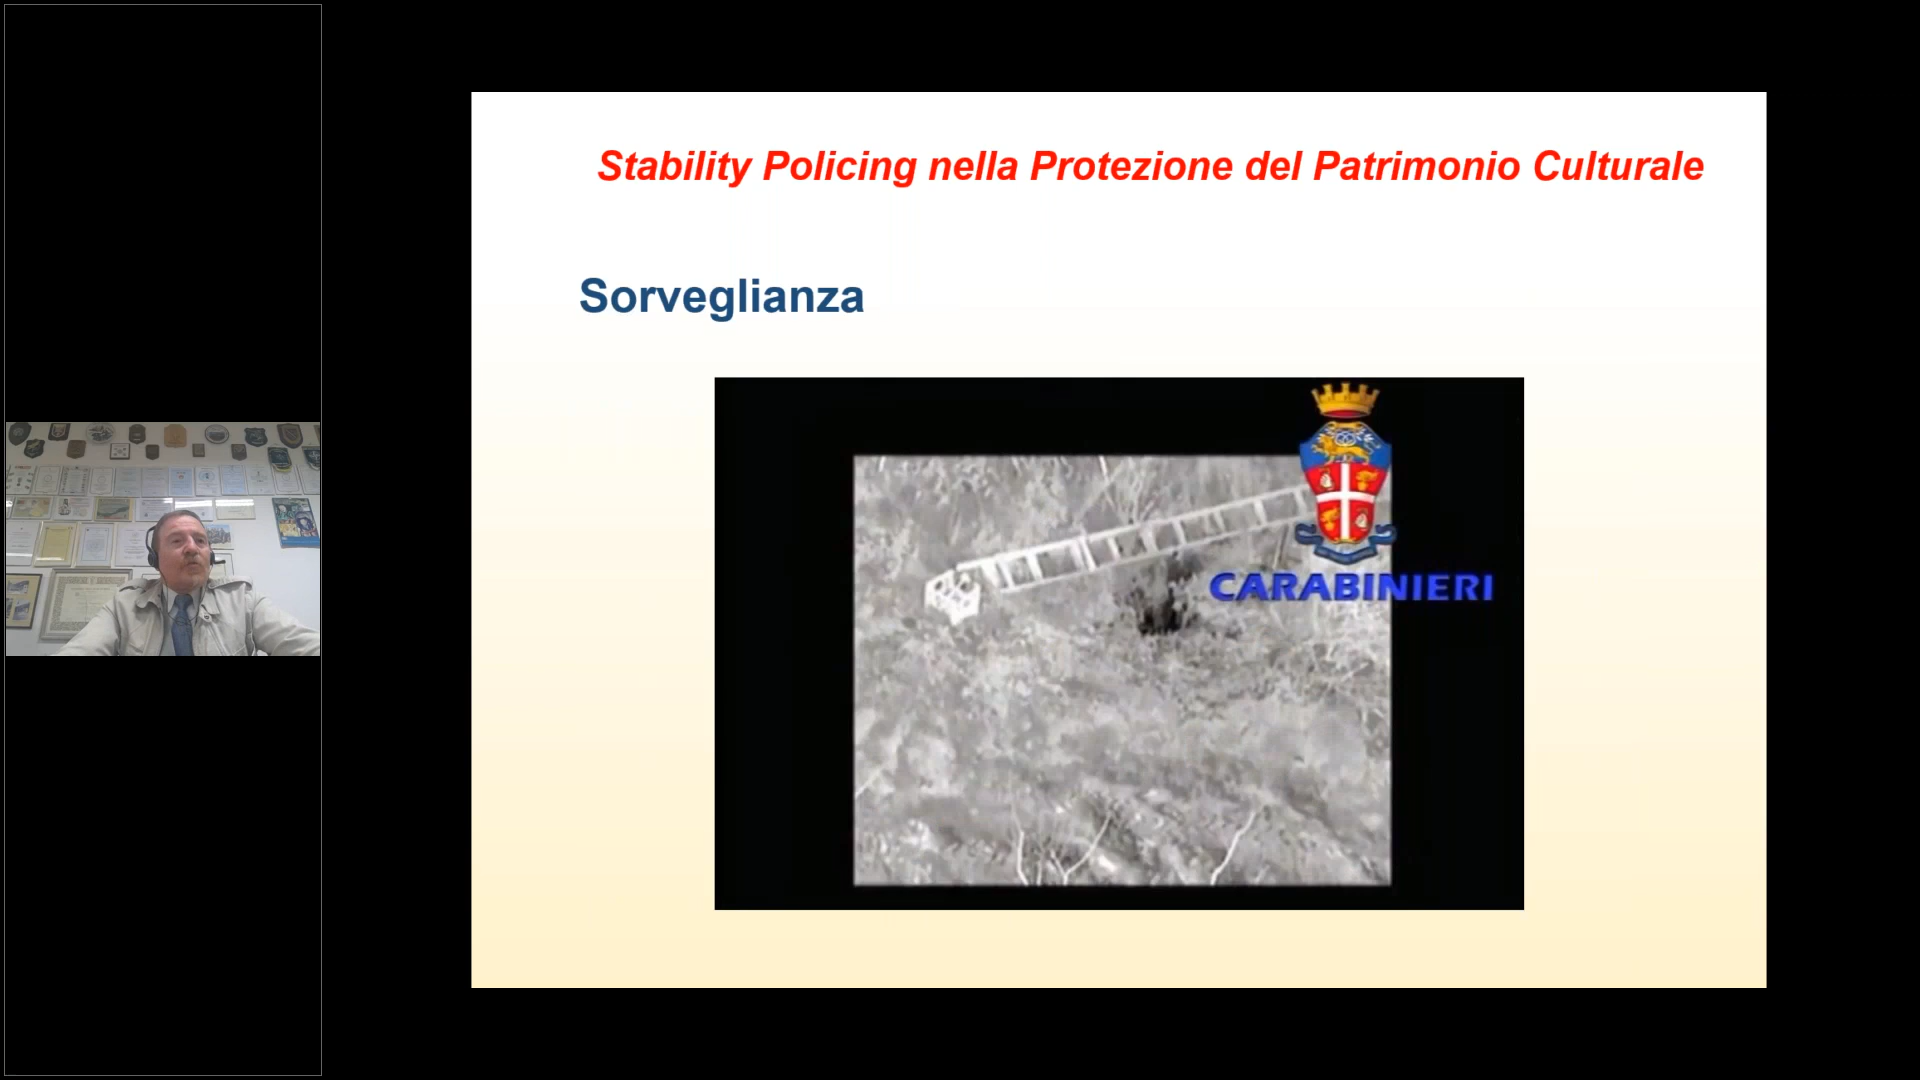 Stability Policing nella Protezione del Patrimonio Culturale
Sorveglianza
CARABINIERI